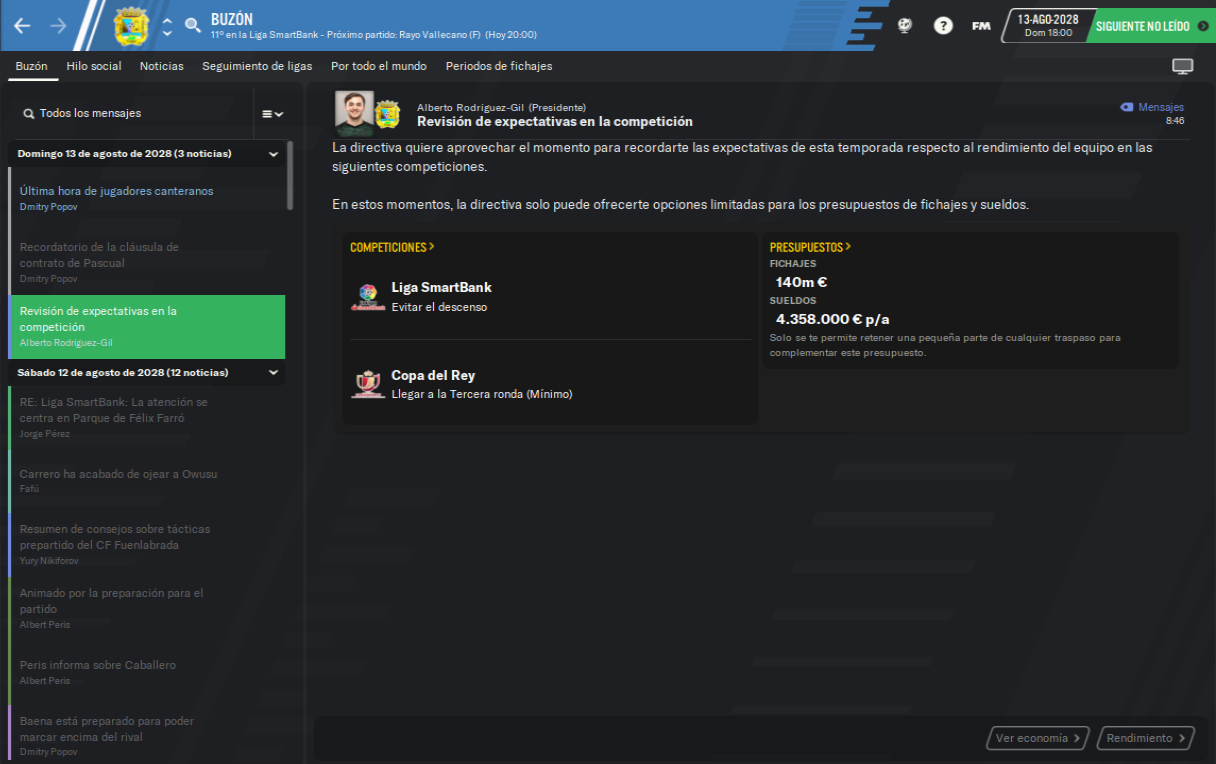 BUZÓN
11º en la Liga SmartBank - Próximo partido: Rayo Vallecano (F) (Hoy 20:00)
FM
13-AGO-2028
Dom 18:00
SIGUIENTE NO LEÍDO
Buzón
Hilo social
Noticias
Seguimiento de ligas
Por todo el mundo
Periodos de fichajes
Todos los mensajes
Domingo 13 de agosto de 2028 (3 noticias)
Última hora de jugadores canteranos
Dmitry Popov
Recordatorio de la cláusula de
contrato de Pascual
Dmitry Popov
Revisión de expectativas en la
competición
Alberto Rodríguez-Gil
Sábado 12 de agosto de 2028 (12 noticias)
RE: Liga SmartBank: La atención se
centra en Parque de Félix Farró
Jorge Pérez
Carrero ha acabado de ojear a Owusu
Fafú
Resumen de consejos sobre tácticas
prepartido del CF Fuenlabrada
Yury Nikiforov
Animado por la preparación para el
partido
Albert Peris
Peris informa sobre Caballero
Albert Peris
Baena está preparado para poder
marcar encima del rival
Dmitry Popov
Alberto Rodríguez-Gil (Presidente)
Revisión de expectativas en la competición
Mensajes
8:46
La directiva quiere aprovechar el momento para recordarte las expectativas de esta temporada respecto al rendimiento del equipo en las
siguientes competiciones.
En estos momentos, la directiva solo puede ofrecerte opciones limitadas para los presupuestos de fichajes y sueldos.
COMPETICIONES
Liga SmartBank
Evitar el descenso
Copa del Rey
Llegar a la Tercera ronda (Mínimo)
PRESUPUESTOS
FICHAJES
140m €
SUELDOS
4.358.000 € p/a
Solo se te permite retener una pequeña parte de cualquier traspaso para
complementar este presupuesto.
Ver economía
Rendimiento